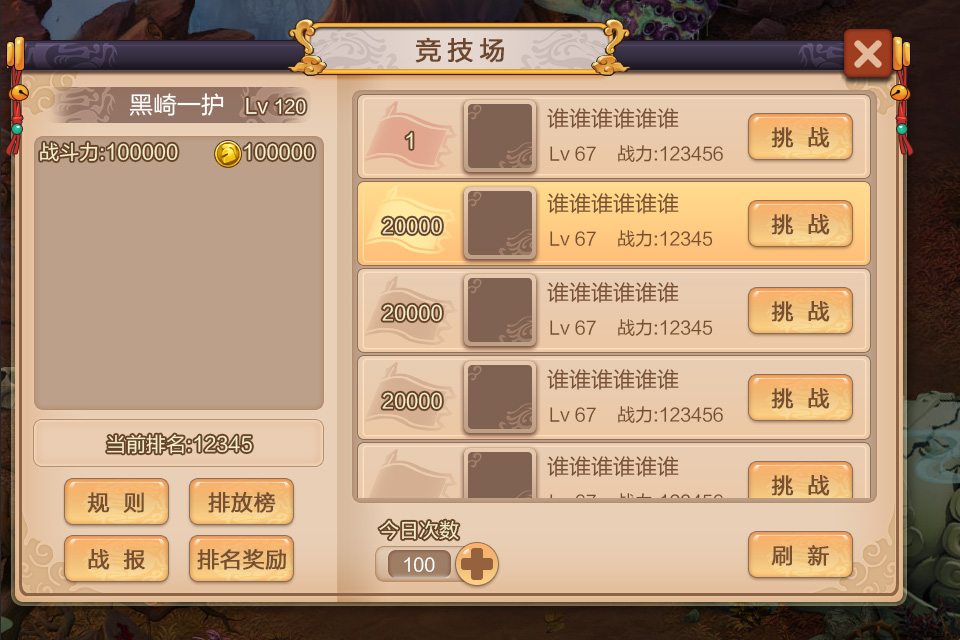 竞技场
黑崎一护 Lv 120
战斗力:100000 100000
当前排名:12345
规则 排放榜
战报 排名奖励
1
谁谁谁谁谁谁
Lv 67 战力:123456
挑战
20000
谁谁谁谁谁谁
Lv 67 战力:12345
挑战
20000
谁谁谁谁谁谁
Lv 67 战力:12345
挑战
20000
谁谁谁谁谁谁
Lv 67 战力:123456
挑战
谁谁谁谁谁谁
挑战
今日次数
100
刷新